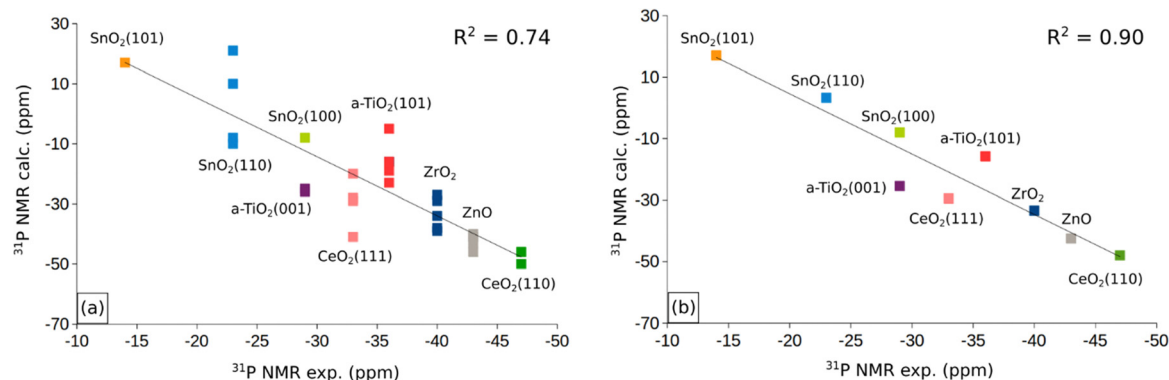 30
10
-10
-30
-50
-70
³¹P NMR calc. (ppm)
SnO₂(101)
R² = 0.74
SnO₂(100)
a-TiO₂(101)
SnO₂(110)
ZrO₂
a-TiO₂(001)
ZnO
CeO₂(111)
CeO₂(110)
(a)
-10 -15 -20 -25 -30 -35 -40 -45 -50
³¹P NMR exp. (ppm)
30
10
-10
-30
-50
-70
³¹P NMR calc. (ppm)
SnO₂(101)
R² = 0.90
SnO₂(110)
SnO₂(100)
a-TiO₂(101)
a-TiO₂(001)
ZrO₂
CeO₂(111)
ZnO
CeO₂(110)
(b)
-10 -15 -20 -25 -30 -35 -40 -45 -50
³¹P NMR exp. (ppm)